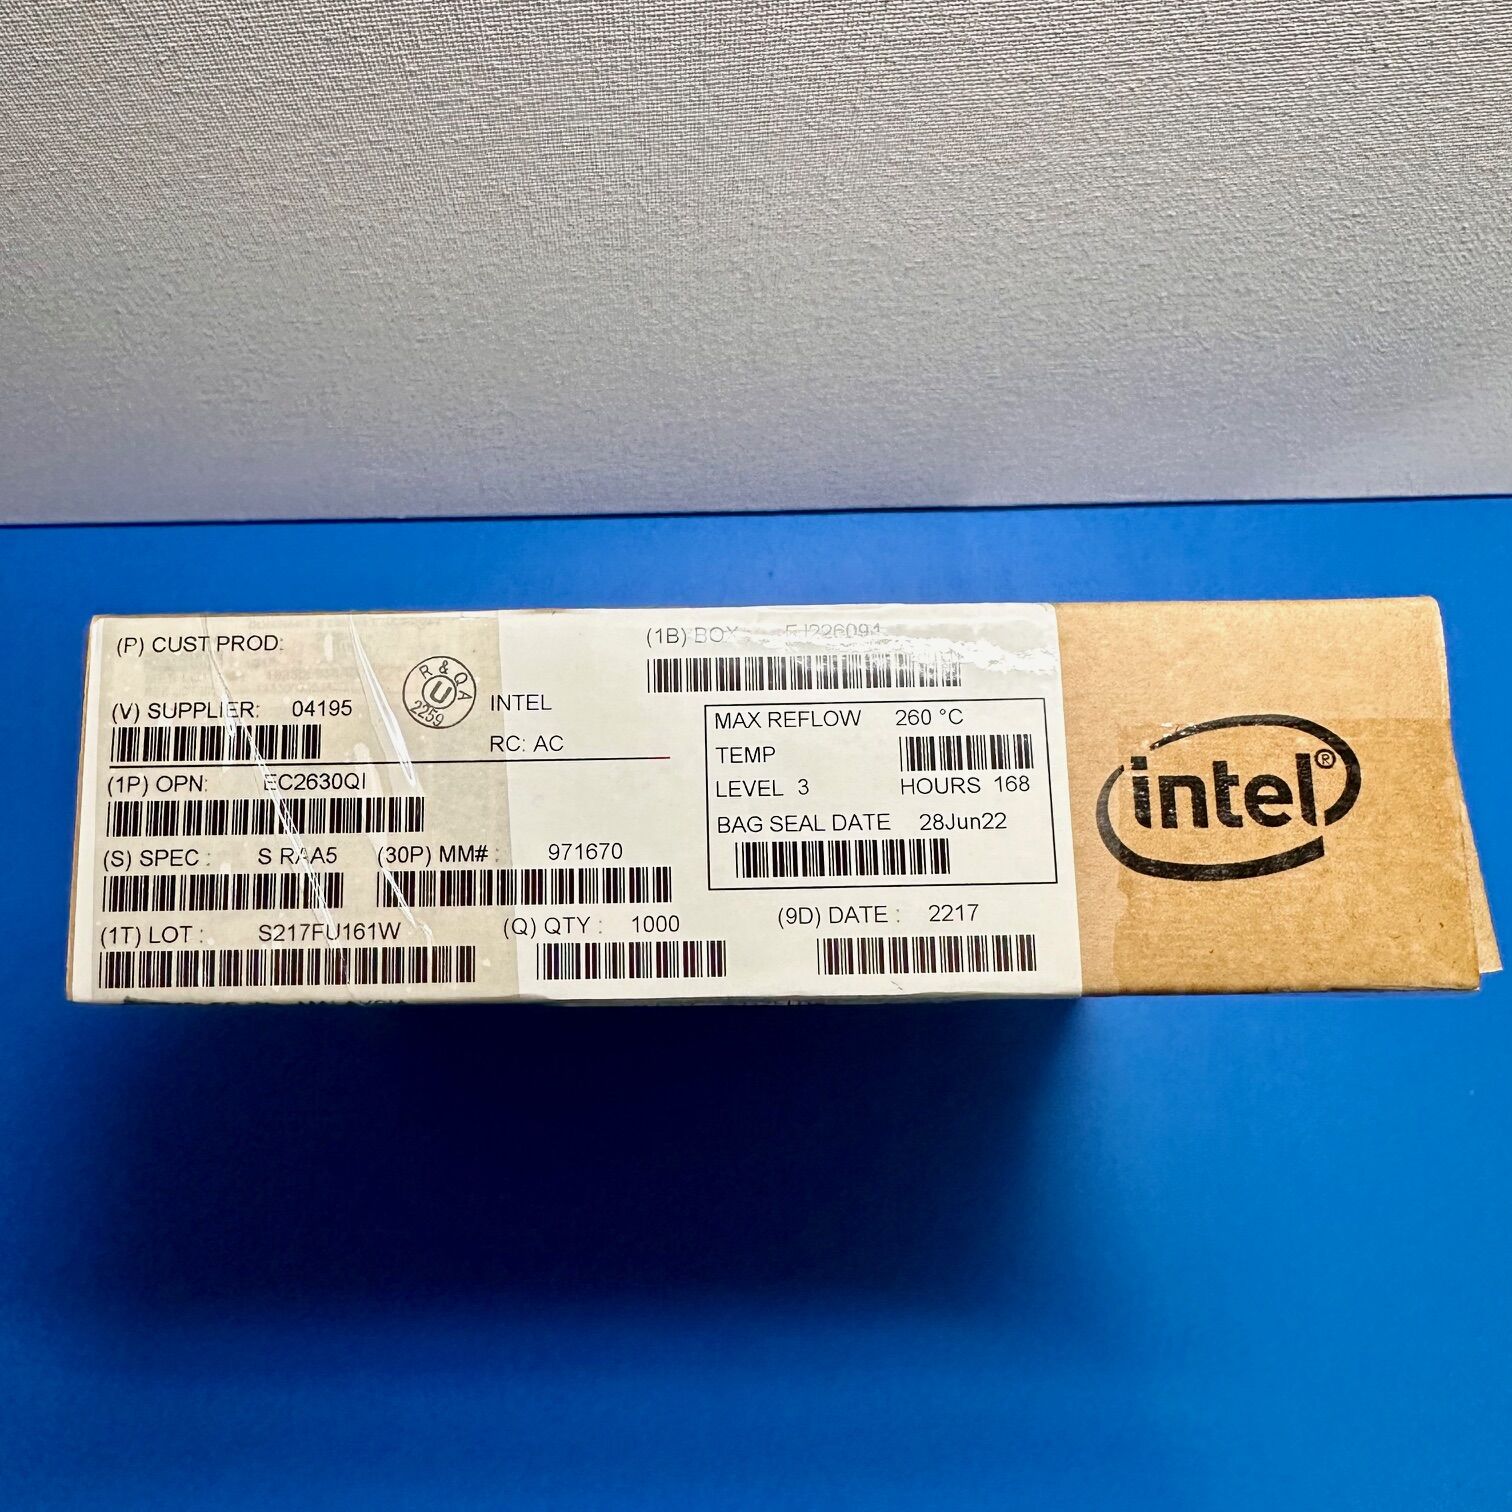 (P) CUST PROD:
(1B) BOX
(V) SUPPLIER: 04195
R & QA
U
2259
INTEL
RC: AC
MAX REFLOW 260 °C
TEMP
LEVEL 3 HOURS 168
BAG SEAL DATE 28Jun22
(1P) OPN: EC2630QI
(S) SPEC : S RAA5 (30P) MM# : 971670
(1T) LOT : S217FU161W (Q) QTY : 1000 (9D) DATE : 2217
intel®